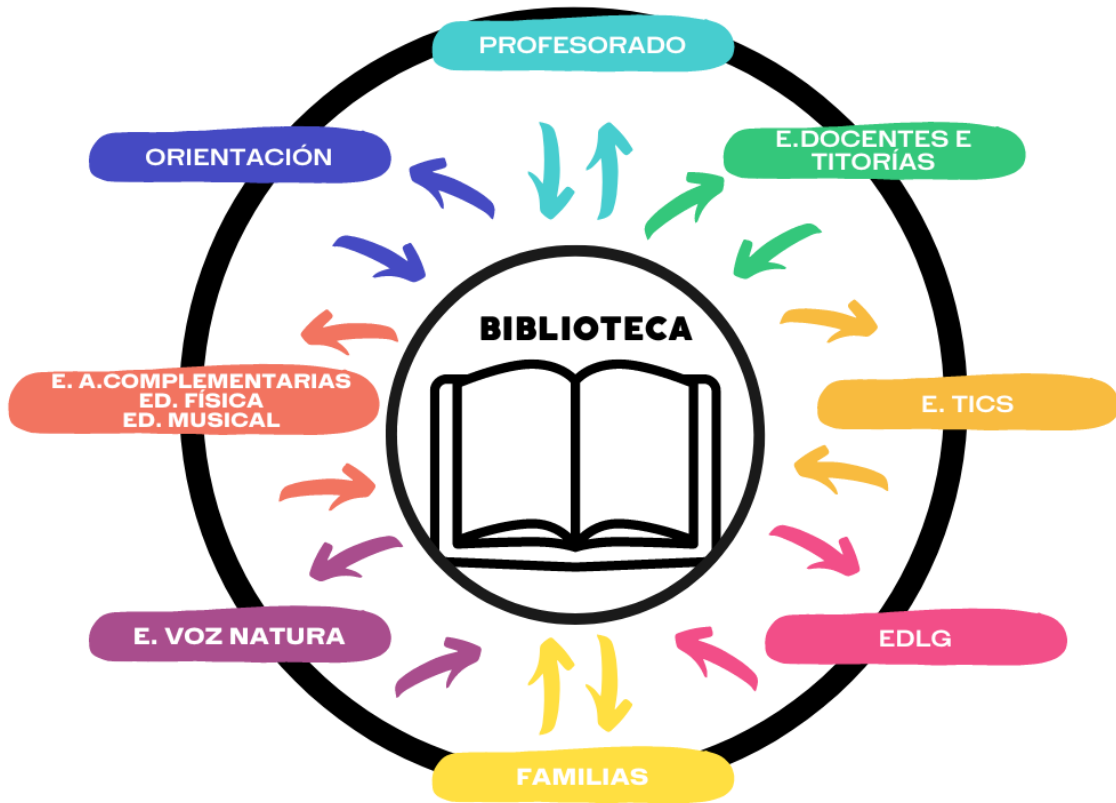 PROFESORADO
ORIENTACIÓN
E.DOCENTES E
TITORÍAS
BIBLIOTECA
E. A.COMPLEMENTARIAS
ED. FÍSICA
ED. MUSICAL
E. TICS
E. VOZ NATURA
EDLG
FAMILIAS